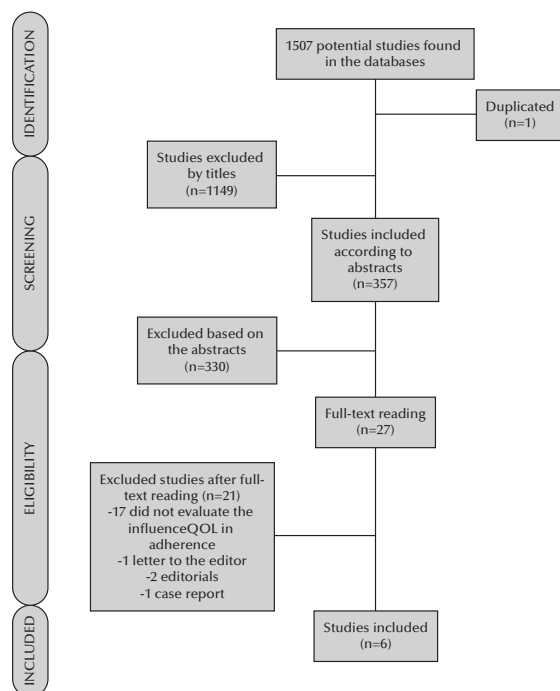 IDENTIFICATION
1507 potential studies found
in the databases
Duplicated
(n=1)
Studies excluded
by titles
(n=1149)
SCREENING
Studies included
according to
abstracts
(n=357)
Excluded based on
the abstracts
(n=330)
ELIGIBILITY
Full-text reading
(n=27)
Excluded studies after full-
text reading (n=21)
-17 did not evaluate the
influenceQOL in
adherence
-1 letter to the editor
-2 editorials
-1 case report
INCLUDED
Studies included
(n=6)